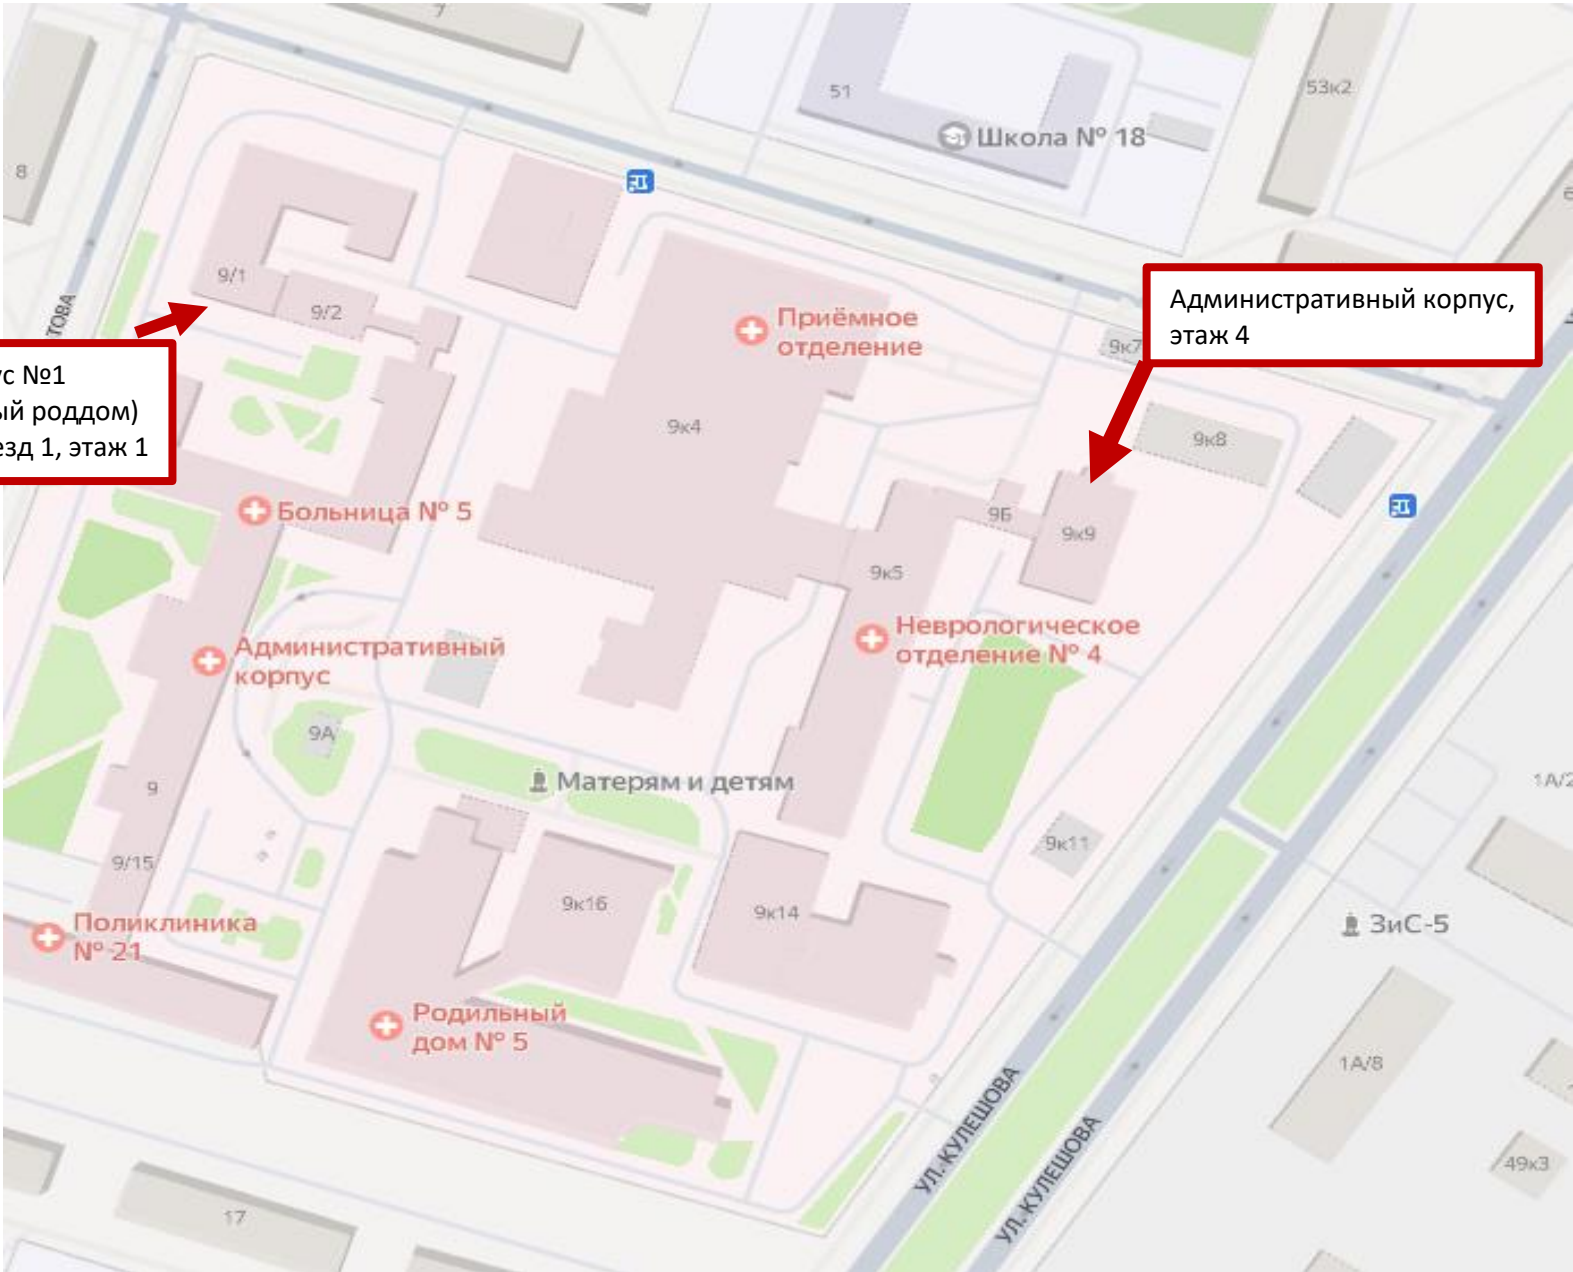 7
51
53к2
Школа № 18
8
9/1
9/2
ТОВА
Приёмное
отделение
Административный корпус,
этаж 4
9к7
ус №1
ый роддом)
езд 1, этаж 1
9к4
9к8
Больница № 5
9Б
9к9
9к5
Неврологическое
отделение № 4
Административный
корпус
9А
9
Матерям и детям
1А/2
9/15
9к11
9к16
9к14
Поликлиника
№ 21
ЗиС-5
Родильный
дом № 5
1А/8
УЛ. КУЛЕШОВА
УЛ. КУЛЕШОВА
49к3
17